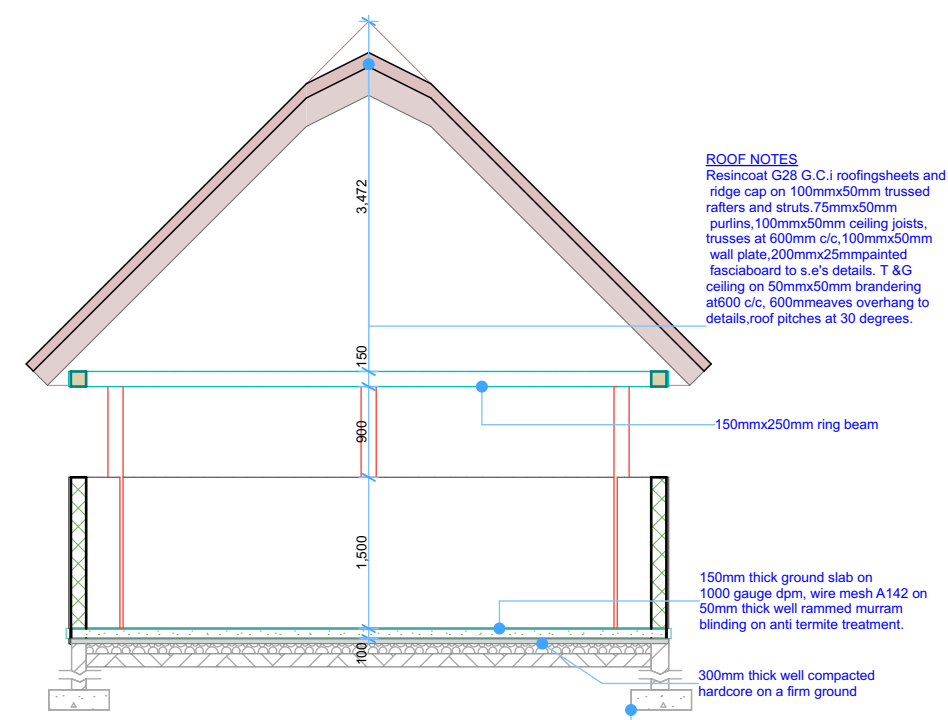 ROOF NOTES
Resincoat G28 G.C.i roofingsheets and
ridge cap on 100mmx50mm trussed
rafters and struts.75mmx50mm
purlins,100mmx50mm ceiling joists,
trusses at 600mm c/c,100mmx50mm
wall plate,200mmx25mmpainted
fasciaboard to s.e's details. T &G
ceiling on 50mmx50mm brandering
at600 c/c, 600mmeaves overhang to
details,roof pitches at 30 degrees.
3,472
150
900
150mmx250mm ring beam
1,500
150mm thick ground slab on
1000 gauge dpm, wire mesh A142 on
50mm thick well rammed murram
blinding on anti termite treatment.
100
300mm thick well compacted
hardcore on a firm ground